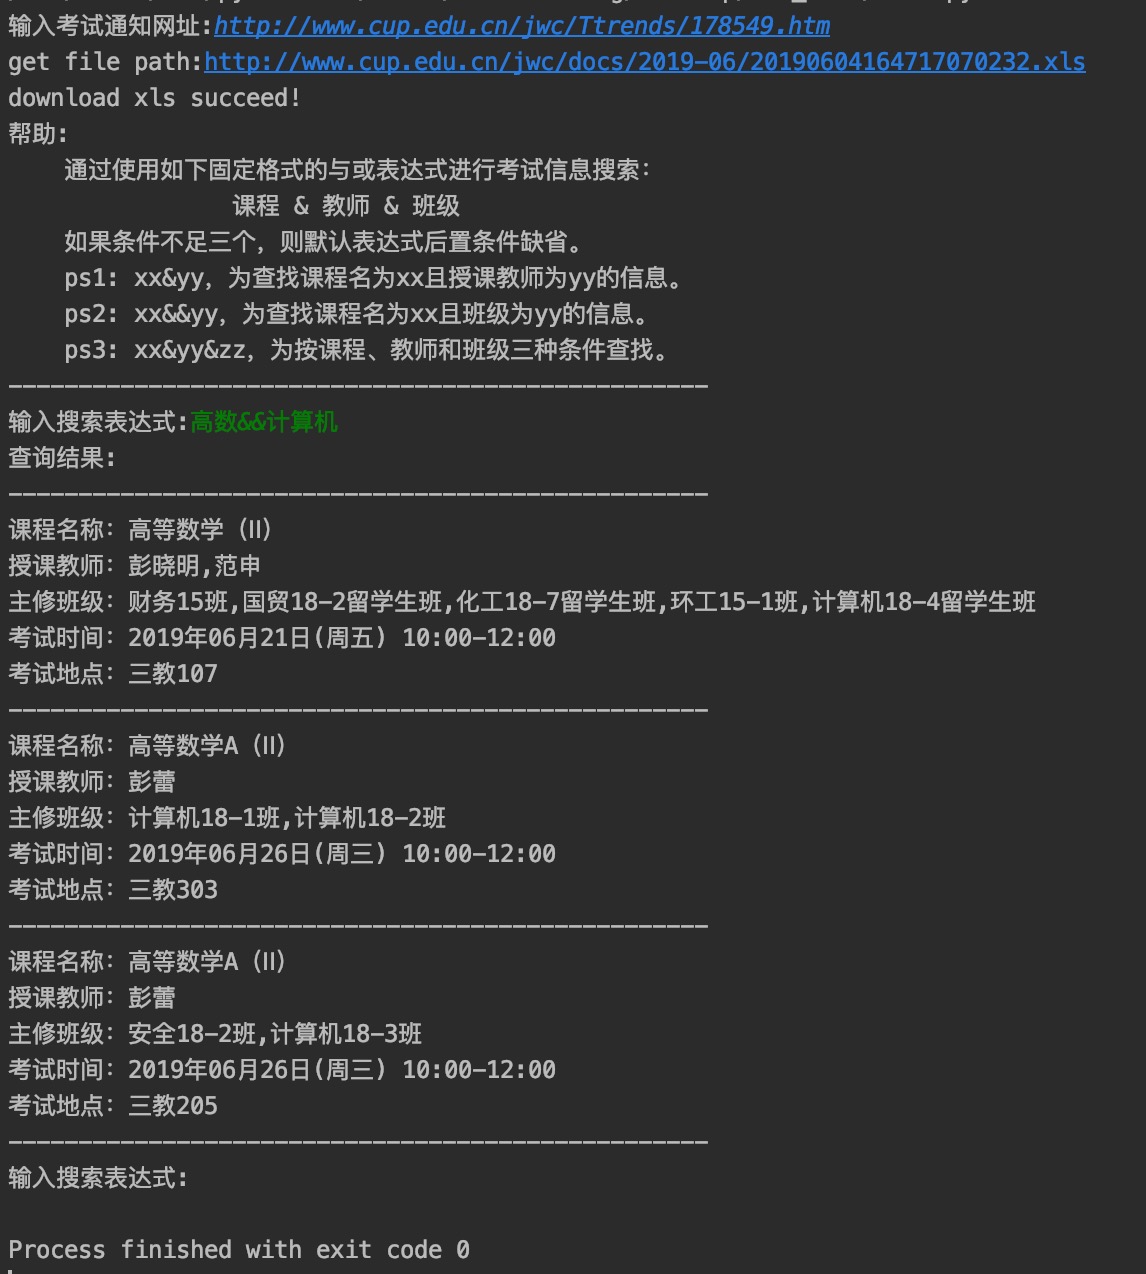 输入考试通知网址:http://www.cup.edu.cn/jwc/Ttrends/178549.htm
get file path:http://www.cup.edu.cn/jwc/docs/2019-06/20190604164717070232.xls
download xls succeed!
帮助:
通过使用如下固定格式的与或表达式进行考试信息搜索:
课程 & 教师 & 班级
如果条件不足三个，则默认表达式后置条件缺省。
ps1: xx&yy，为查找课程名为xx且授课教师为yy的信息。
ps2: xx&&yy，为查找课程名为xx且班级为yy的信息。
ps3: xx&yy&zz，为按课程、教师和班级三种条件查找。
--------------------------------------------------
输入搜索表达式:高数&&计算机
查询结果:
--------------------------------------------------
课程名称: 高等数学（II）
授课教师: 彭晓明,范申
主修班级: 财务15班,国贸18-2留学生班,化工18-7留学生班,环工15-1班,计算机18-4留学生班
考试时间: 2019年06月21日(周五) 10:00-12:00
考试地点: 三教107
--------------------------------------------------
课程名称: 高等数学A（II）
授课教师: 彭蕾
主修班级: 计算机18-1班,计算机18-2班
考试时间: 2019年06月26日(周三) 10:00-12:00
考试地点: 三教303
--------------------------------------------------
课程名称: 高等数学A（II）
授课教师: 彭蕾
主修班级: 安全18-2班,计算机18-3班
考试时间: 2019年06月26日(周三) 10:00-12:00
考试地点: 三教205
--------------------------------------------------
输入搜索表达式:
Process finished with exit code 0